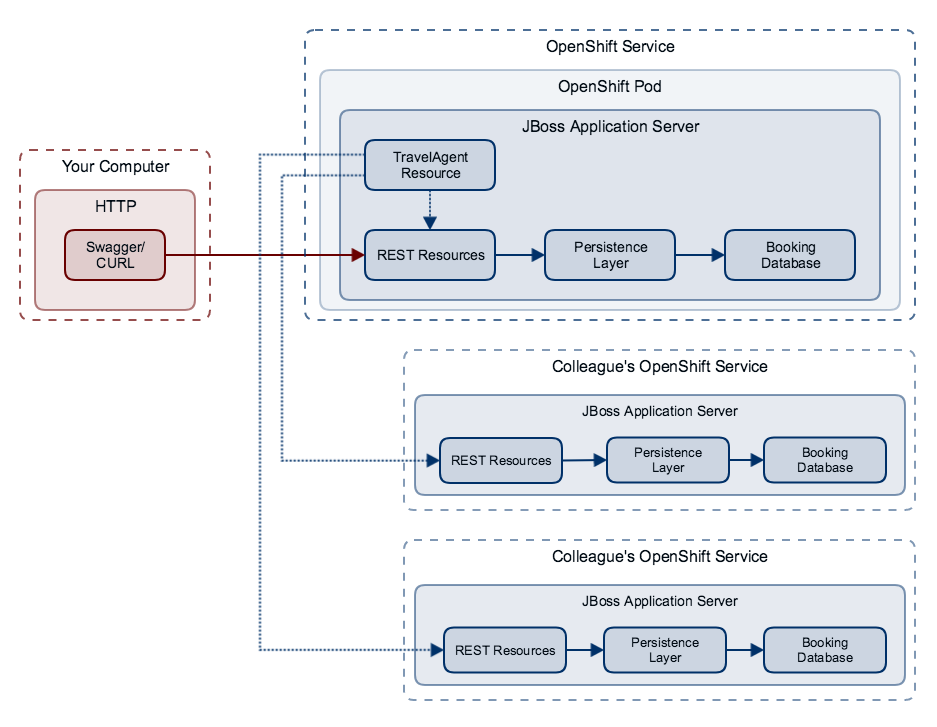 OpenShift Service
OpenShift Pod
JBoss Application Server
TravelAgent
Resource
Your Computer
HTTP
Swagger/
CURL
REST Resources
Persistence
Layer
Booking
Database
Colleague's OpenShift Service
JBoss Application Server
REST Resources
Persistence
Layer
Booking
Database
Colleague's OpenShift Service
JBoss Application Server
REST Resources
Persistence
Layer
Booking
Database